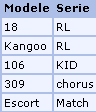 Modele Serie
18 RL
Kangoo RL
106 KID
309 chorus
Escort Match